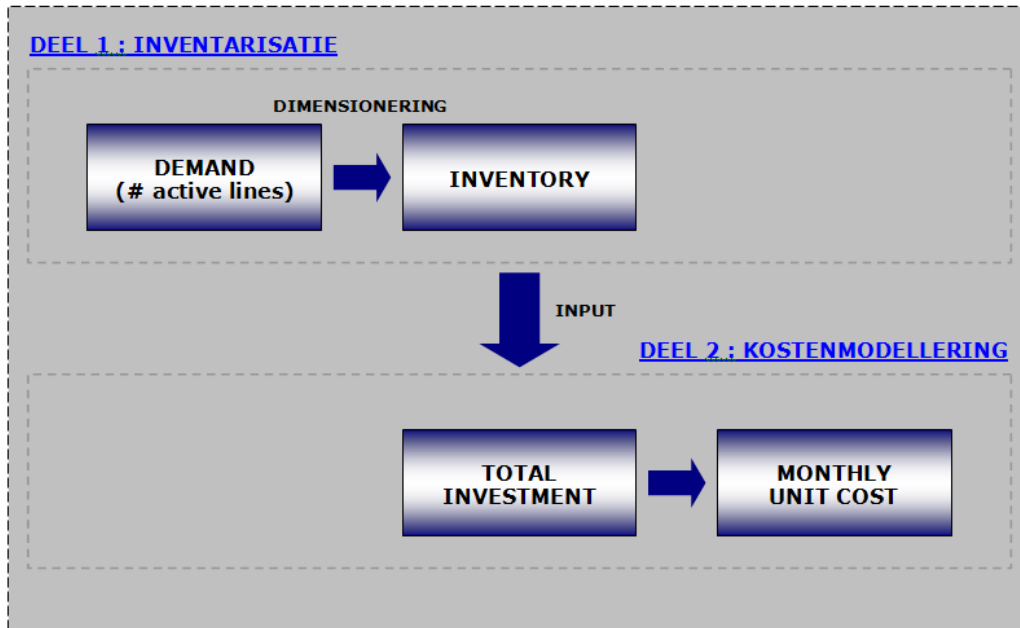 DEEL 1 : INVENTARISATIE
DIMENSIONERING
DEMAND
(# active lines)
INVENTORY
INPUT
DEEL 2 : KOSTENMODELLERING
TOTAL
INVESTMENT
MONTHLY
UNIT COST